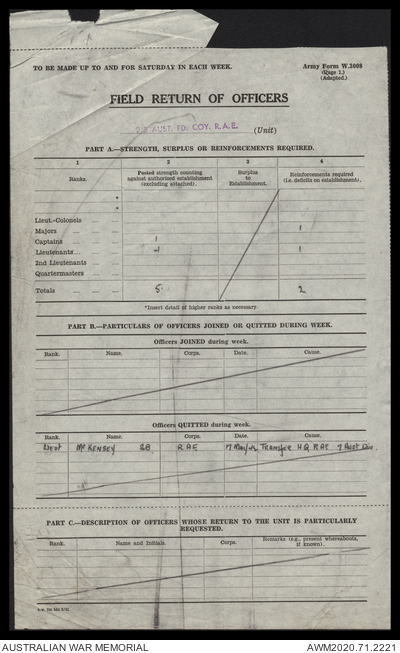 TO BE MADE UP TO AND FOR SATURDAY IN EACH WEEK.
Army Form W.3008
(Page 1.)
(Adapted.)
FIELD RETURN OF OFFICERS
AUST. FD. COY. R.A.E. (Unit)
PART A.—STRENGTH, SURPLUS OR REINFORCEMENTS REQUIRED.
1 2 3 4
Ranks. Posted strength counting against authorized establishment (excluding attached). Surplus to Establishment. Reinforcements required (i.e. deficits on establishment).
*
*
Lieut.-Colonels
Majors 1
Captains 1
Lieutenants 4 1
2nd Lieutenants
Quartermasters
Totals 5 2
*Insert detail of higher ranks as necessary.
PART B.—PARTICULARS OF OFFICERS JOINED OR QUITTED DURING WEEK.
Officers JOINED during week.
Rank. Name. Corps. Date. Cause.
Officers QUITTED during week.
Rank. Name. Corps. Date. Cause.
Lieut McKENSEY RAE 17 May TRANSFER HQ RAE 7 Aust Div
PART C.—DESCRIPTION OF OFFICERS WHOSE RETURN TO THE UNIT IS PARTICULARLY
REQUESTED.
Rank. Name and Initials. Corps. Remarks (e.g., present whereabouts, if known).
AUSTRALIAN WAR MEMORIAL
AWM2020.71.2221